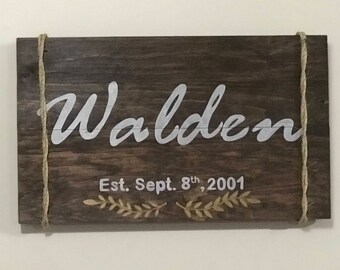 Walden
Est. Sept. 8th, 2001